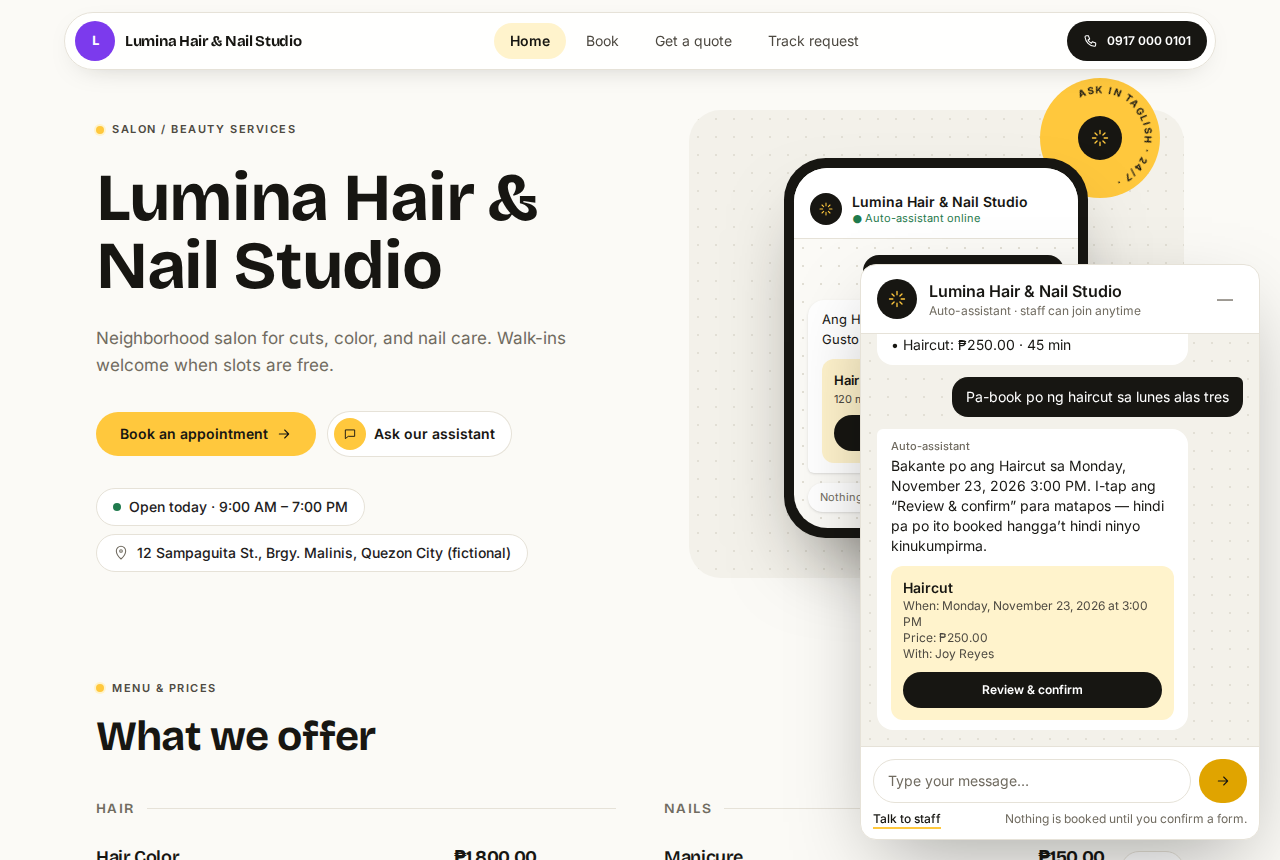 L
Lumina Hair & Nail Studio
Home
Book
Get a quote
Track request
0917 000 0101
SALON / BEAUTY SERVICES
Lumina Hair &
Nail Studio
Neighborhood salon for cuts, color, and nail care. Walk-ins
welcome when slots are free.
Book an appointment
Ask our assistant
Open today · 9:00 AM – 7:00 PM
12 Sampaguita St., Brgy. Malinis, Quezon City (fictional)
ASK IN TAGLISH · 24/7 ·
Lumina Hair & Nail Studio
Auto-assistant online
Ang H
Gusto
Hair
120 m
Nothing
Lumina Hair & Nail Studio
Auto-assistant · staff can join anytime
• Haircut: ₱250.00 · 45 min
Pa-book po ng haircut sa lunes alas tres
Auto-assistant
Bakante po ang Haircut sa Monday,
November 23, 2026 3:00 PM. I-tap ang
“Review & confirm” para matapos — hindi
pa po ito booked hangga’t hindi ninyo
kinukumpirma.
Haircut
When: Monday, November 23, 2026 at 3:00
PM
Price: ₱250.00
With: Joy Reyes
Review & confirm
Type your message...
Talk to staff
Nothing is booked until you confirm a form.
MENU & PRICES
What we offer
HAIR
NAILS
Hair Color
₱1,800.00
Manicure
₱150.00